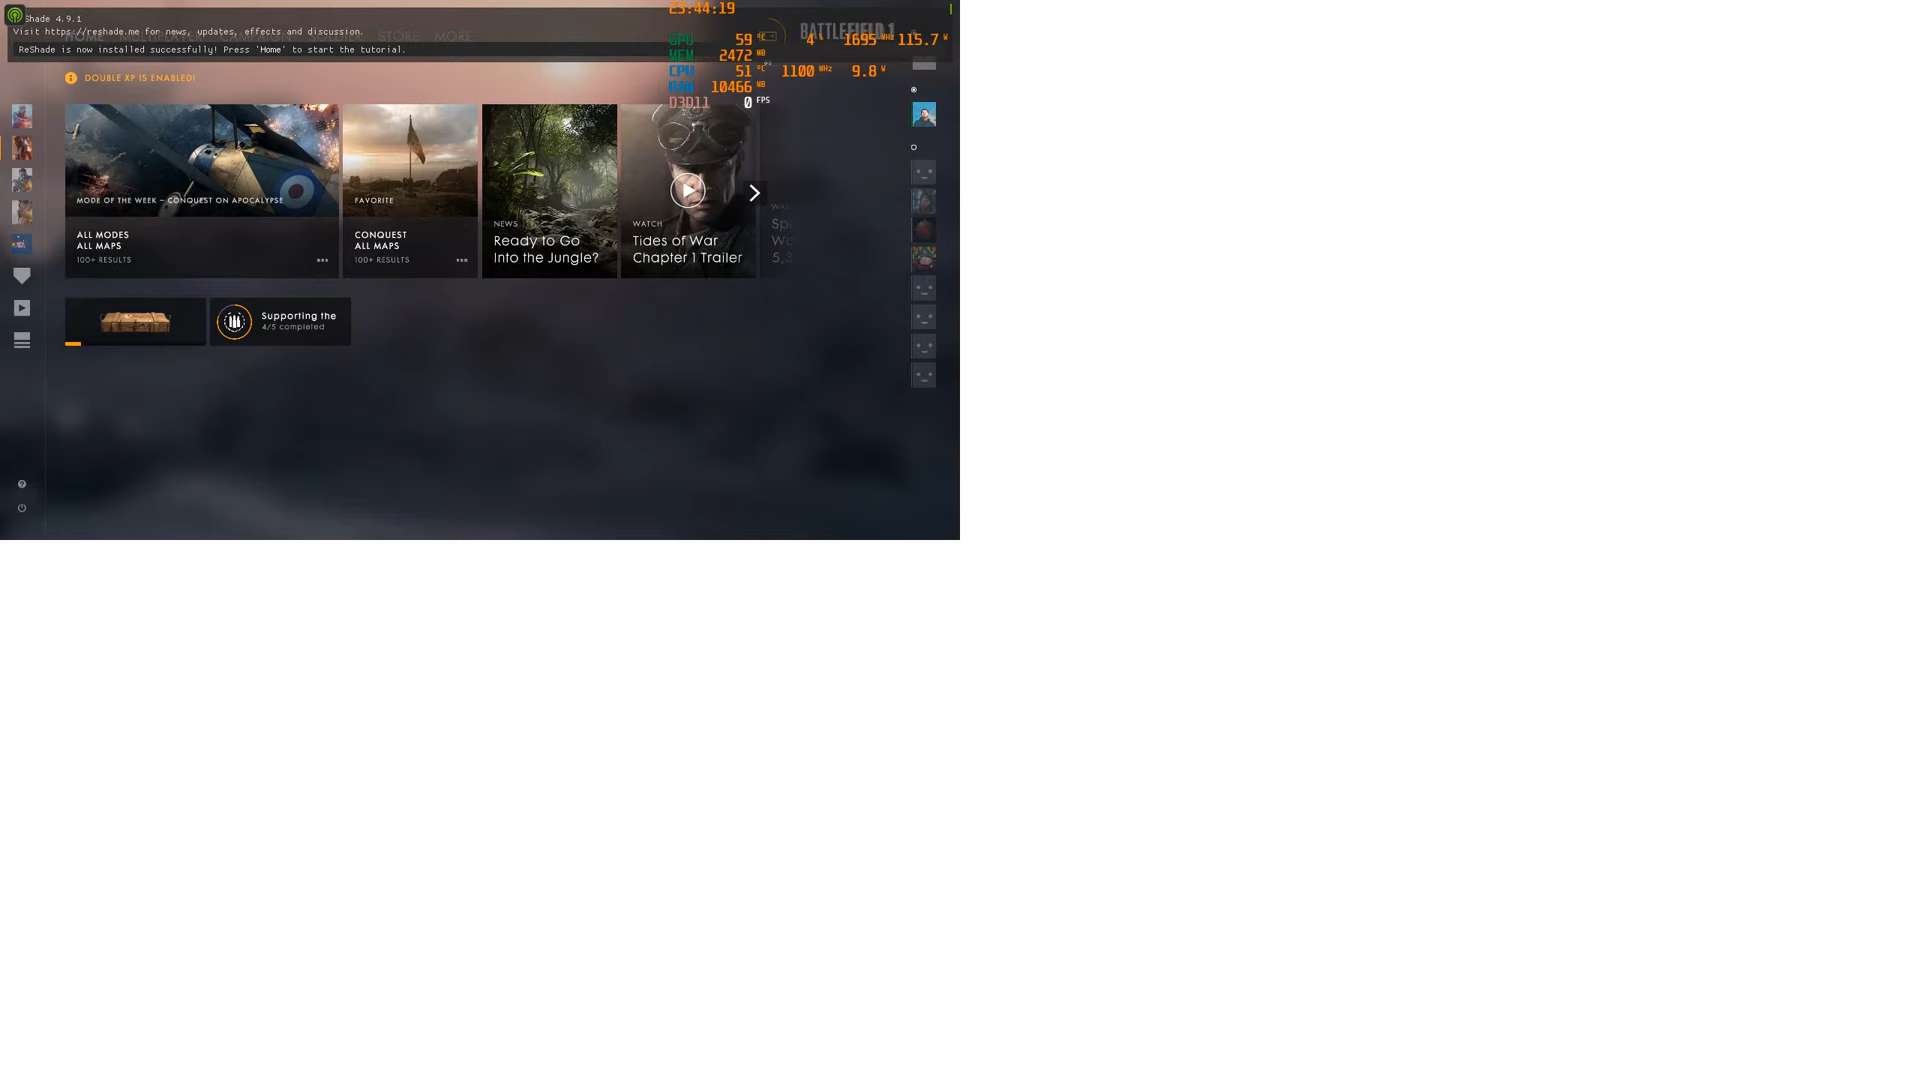 Shade 4.9.1
Visit https://reshade.me for news, updates, effects and discussion.
ReShade is now installed successfully! Press 'Home' to start the tutorial.
HOME MULTIPLAYER CAMPAIGN SOLDIER STORE MORE
BATTLEFIELD 1
23:44:19
GPU 59 °C 4 % 1695 MHz 115.7 W
MEM 2472 MB
CPU 51 °C 1100 MHz 9.8 W
RAM 10466 MB
D3D11 0 FPS
DOUBLE XP IS ENABLED!
MODE OF THE WEEK – CONQUEST ON APOCALYPSE
ALL MODES
ALL MAPS
100+ RESULTS
FAVORITE
CONQUEST
ALL MAPS
100+ RESULTS
NEWS
Ready to Go
Into the Jungle?
WATCH
Tides of War
Chapter 1 Trailer
Supporting the
4/5 completed